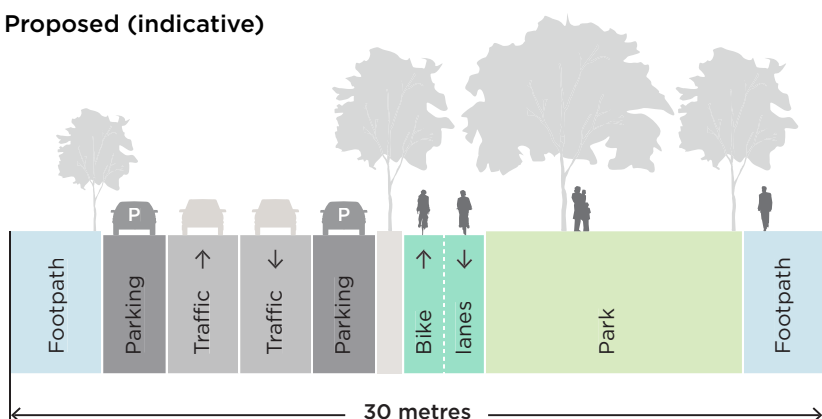 Proposed (indicative)
P
P
Footpath
Parking
Traffic
Traffic
Parking
Bike
lanes
Park
Footpath
30 metres